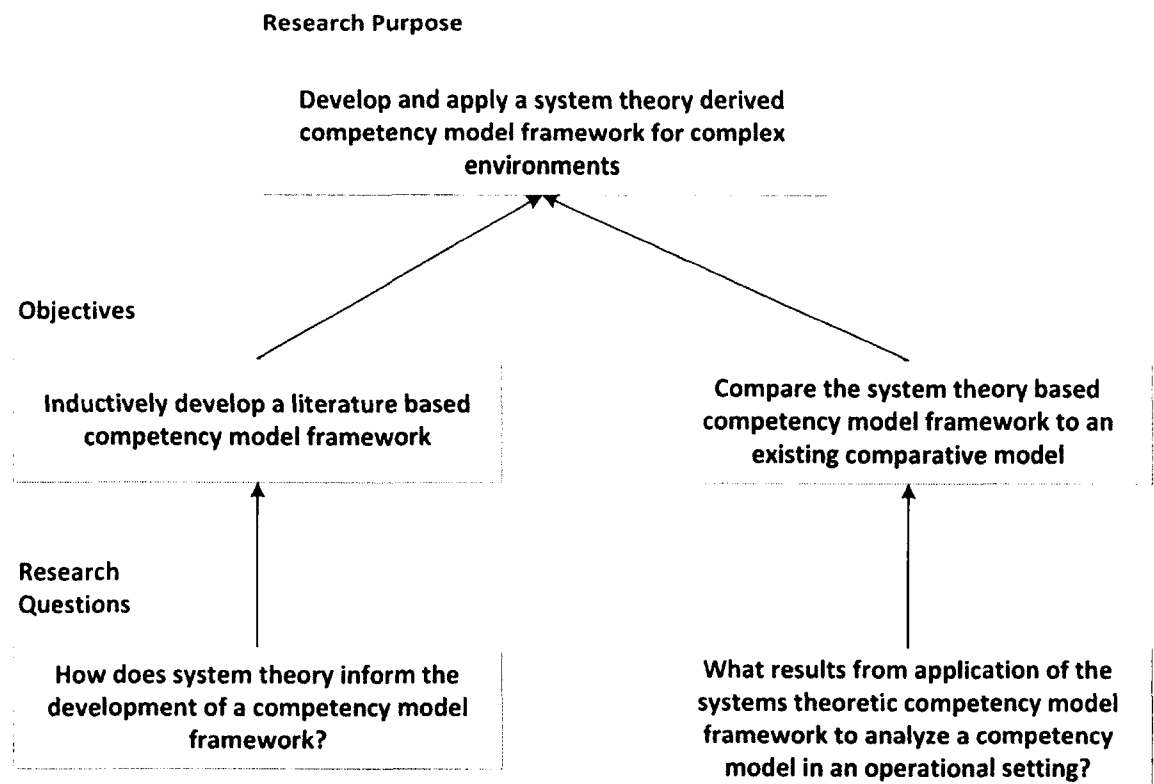 Research Purpose
Develop and apply a system theory derived
competency model framework for complex
environments
Objectives
Inductively develop a literature based
competency model framework
Compare the system theory based
competency model framework to an
existing comparative model
Research
Questions
How does system theory inform the
development of a competency model
framework?
What results from application of the
systems theoretic competency model
framework to analyze a competency
model in an operational setting?